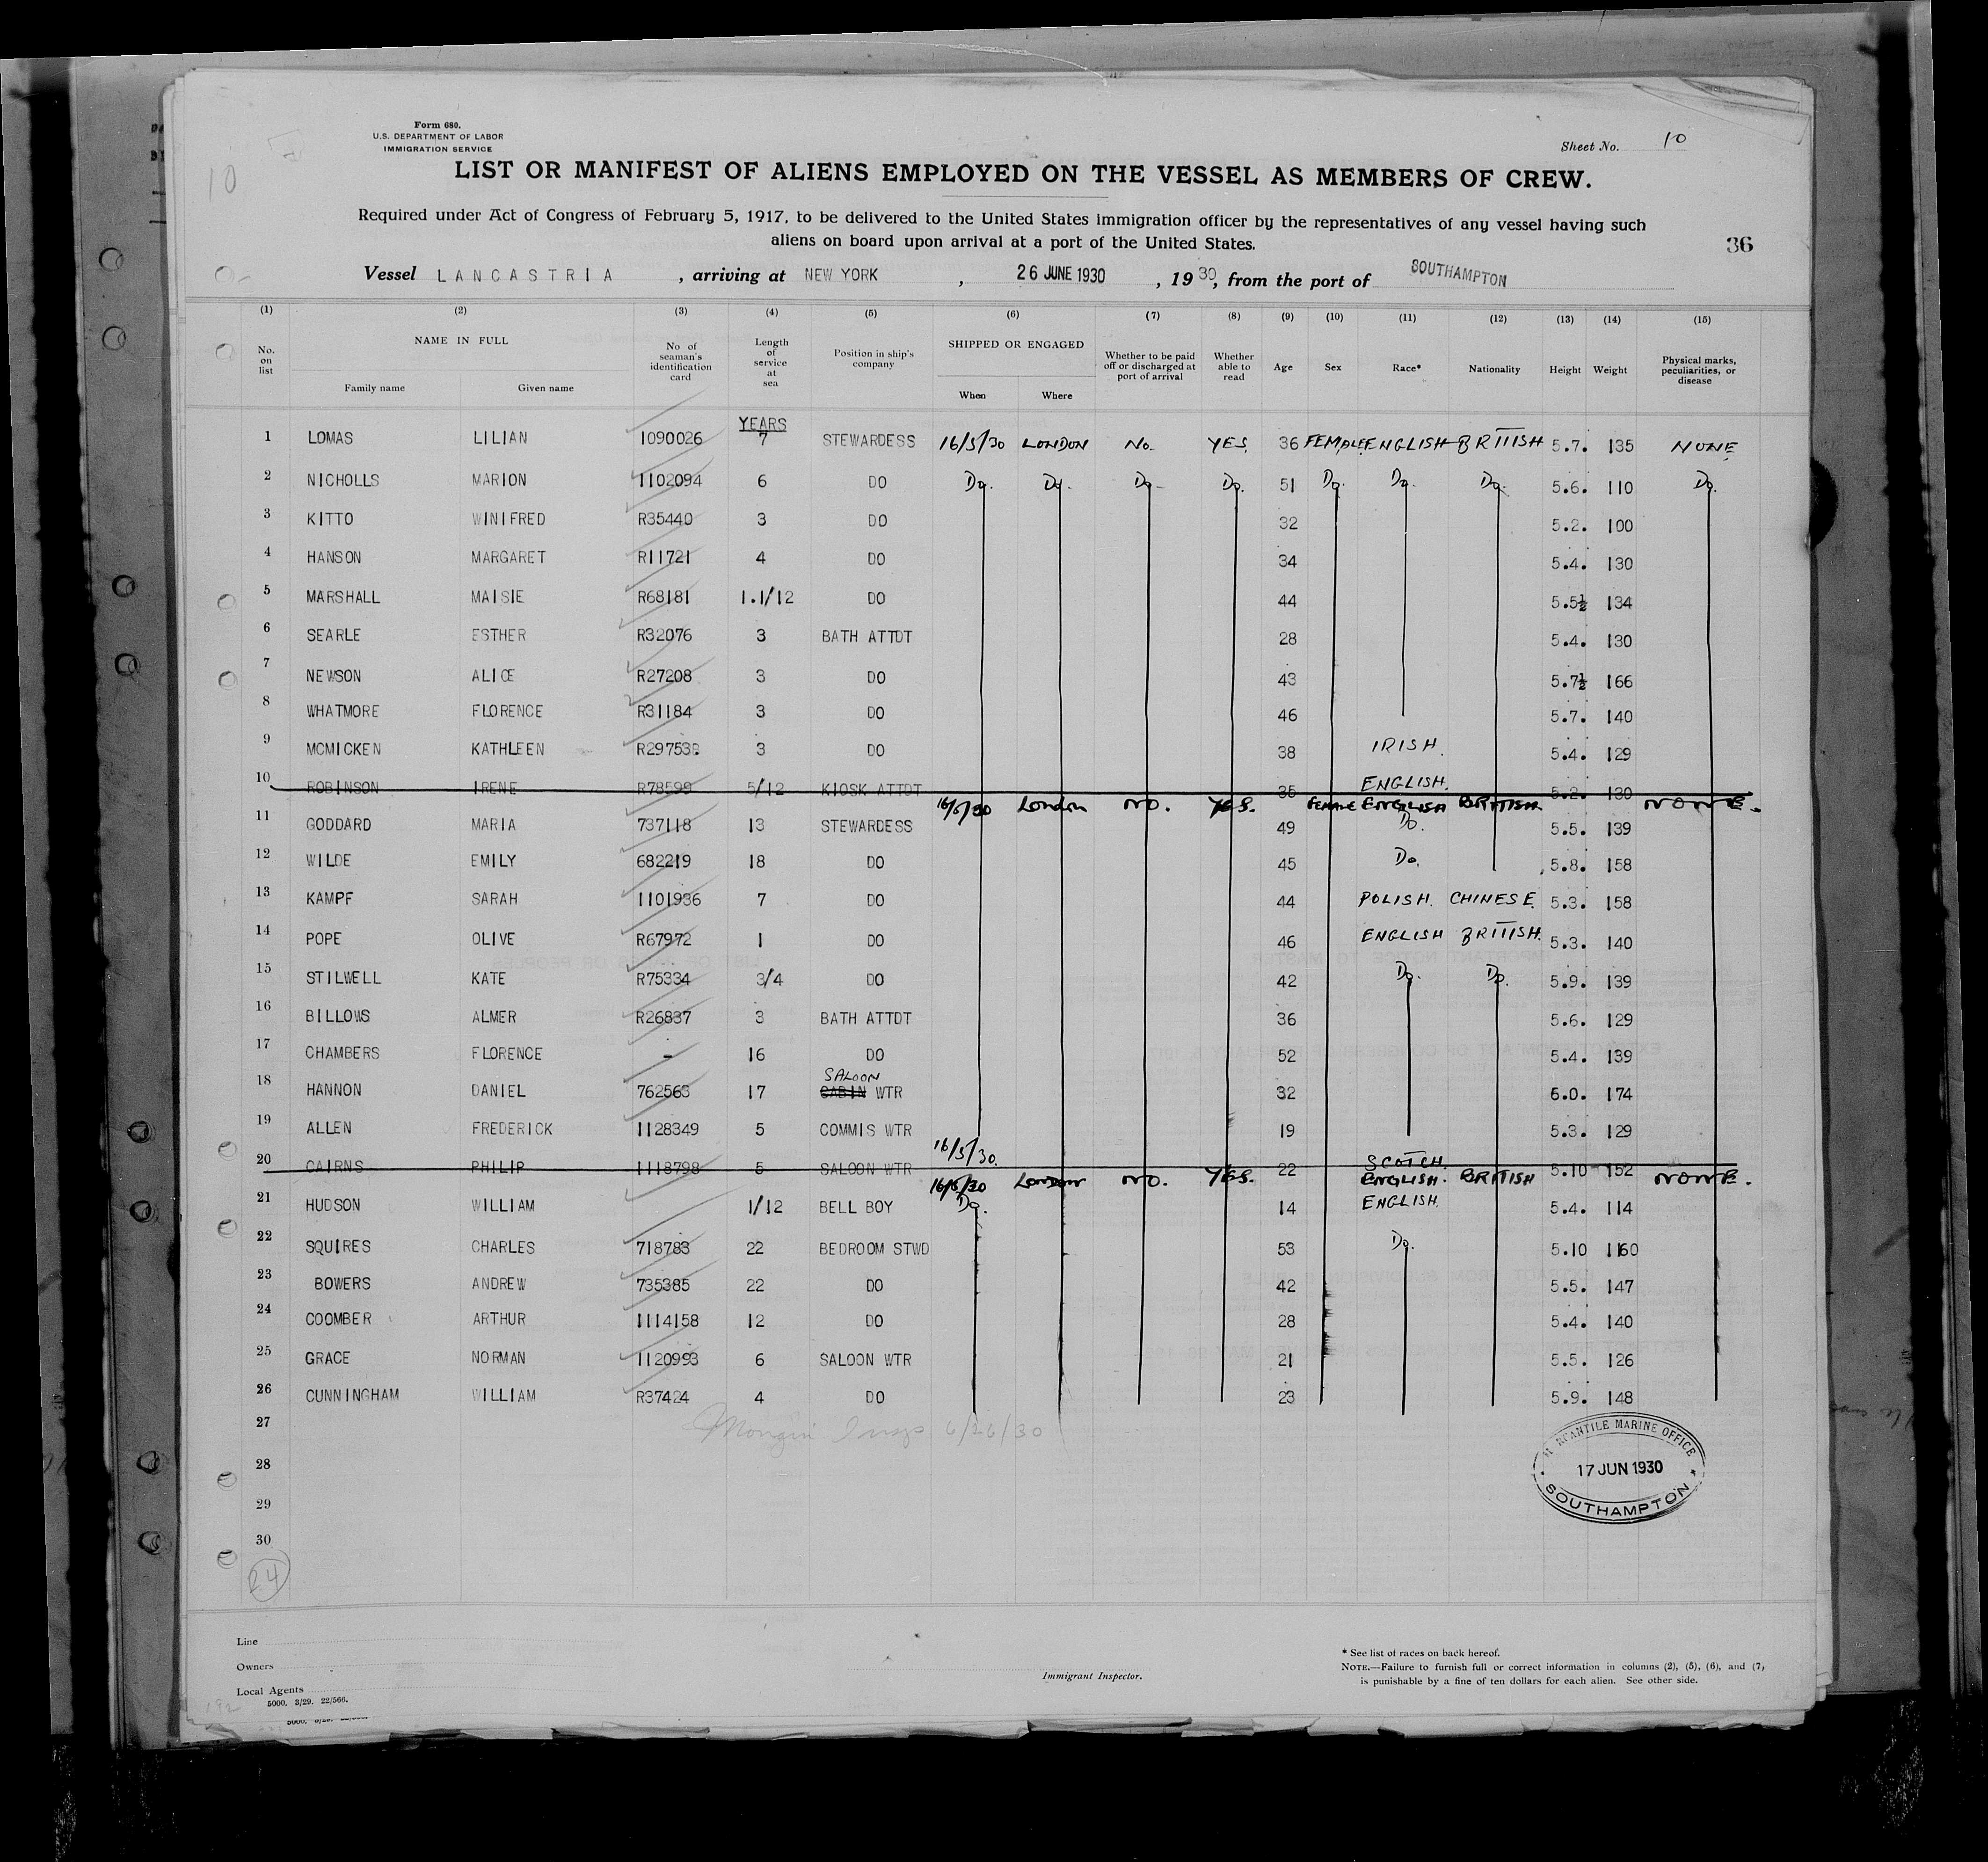 Form 680.
U.S. DEPARTMENT OF LABOR
IMMIGRATION SERVICE
Sheet No. 10
10
LIST OR MANIFEST OF ALIENS EMPLOYED ON THE VESSEL AS MEMBERS OF CREW.
Required under Act of Congress of February 5, 1917, to be delivered to the United States immigration officer by the representatives of any vessel having such
aliens on board upon arrival at a port of the United States.
36
Vessel LANCASTRIA, arriving at NEW YORK, 26 JUNE 1930, 1930, from the port of SOUTHAMPTON
(1) (2) (3) (4) (5) (6) (7) (8) (9) (10) (11) (12) (13) (14) (15)
No. on list NAME IN FULL Family name Given name No. of seaman's identification card Length of service at sea Position in ship's company SHIPPED OR ENGAGED When Where Whether to be paid off or discharged at port of arrival Whether able to read Age Sex Race* Nationality Height Weight Physical marks, peculiarities, or disease
YEARS
1 LOMAS LILIAN 1090026 7 STEWARDESS 16/5/30 LONDON No. YES 36 FEMALE ENGLISH BRITISH 5.7. 135 NONE
2 NICHOLLS MARION 1102094 6 DO Do. Do. Do. Do. 51 Do. Do. Do. 5.6. 110 Do.
3 KITTO WINIFRED R35440 3 DO 32 5.2. 100
4 HANSON MARGARET R11721 4 DO 34 5.4. 130
5 MARSHALL MAISIE R68181 1.1/12 DO 44 5.5½ 134
6 SEARLE ESTHER R32076 3 BATH ATTDT 28 5.4. 130
7 NEWSON ALICE R27208 3 DO 43 5.7½ 166
8 WHATMORE FLORENCE R31184 3 DO 46 5.7. 140
9 MCMICKEN KATHLEEN 3 DO 38 IRISH. 5.4. 129
10 ROBINSON IRENE R78599 5/12 KIOSK ATTDT 35 ENGLISH. 5.2. 130
16/5/30 London NO. YES. FEMALE ENGLISH BRITISH NONE.
11 GODDARD MARIA 737118 13 STEWARDESS 49 Do. 5.5. 139
12 WILDE EMILY 682219 18 DO 45 Do. 5.8. 158
13 KAMPF SARAH 1101936 7 DO 44 POLISH. CHINESE. 5.3. 158
14 POPE OLIVE R67972 1 DO 46 ENGLISH BRITISH. 5.3. 140
15 STILWELL KATE R75334 3/4 DO 42 Do. Do. 5.9. 139
16 BILLOWS ALMER R26837 3 BATH ATTDT 36 5.6. 129
17 CHAMBERS FLORENCE - 16 DO 52 5.4. 139
SALOON
18 HANNON DANIEL 762563 17 CABIN WTR 32 6.0. 174
19 ALLEN FREDERICK 1128349 5 COMMIS WTR 19 5.3. 129
20 CAIRNS PHILIP 1118798 5 SALOON WTR 16/5/30. 22 SCOTCH. 5.10 152
16/5/30 London NO. YES. ENGLISH. BRITISH NONE.
21 HUDSON WILLIAM 1/12 BELL BOY Do. 14 ENGLISH. 5.4. 114
22 SQUIRES CHARLES 718783 22 BEDROOM STWD 53 Do. 5.10 160
23 BOWERS ANDREW 735385 22 DO 42 5.5. 147
24 COOMBER ARTHUR 1114158 12 DO 28 5.4. 140
25 GRACE NORMAN 1120993 6 SALOON WTR 21 5.5. 126
26 CUNNINGHAM WILLIAM R37424 4 DO 23 5.9. 148
27
6/26/30
28
29
30
MERCANTILE MARINE OFFICE
17 JUN 1930
SOUTHAMPTON
24
Line
Owners
Local Agents
5000. 3/29. 22/566.
Immigrant Inspector.
* See list of races on back hereof.
NOTE.—Failure to furnish full or correct information in columns (2), (5), (6), and (7,
is punishable by a fine of ten dollars for each alien. See other side.